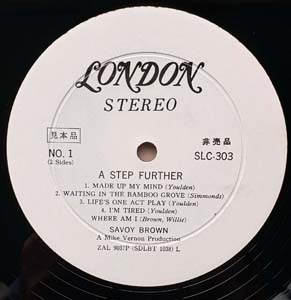 LONDON
STEREO
見本品
非売品
NO. 1
(2 Sides)
SLC-303
A STEP FURTHER
1. MADE UP MY MIND (Youlden)
2. WAITING IN THE BAMBOO GROVE (Simmonds)
3. LIFE'S ONE ACT PLAY (Youlden)
4. I'M TIRED (Youlden)
WHERE AM I (Brown, Willie)
SAVOY BROWN
A Mike Vernon Production
ZAL 9037P (SDLBT 1038) L